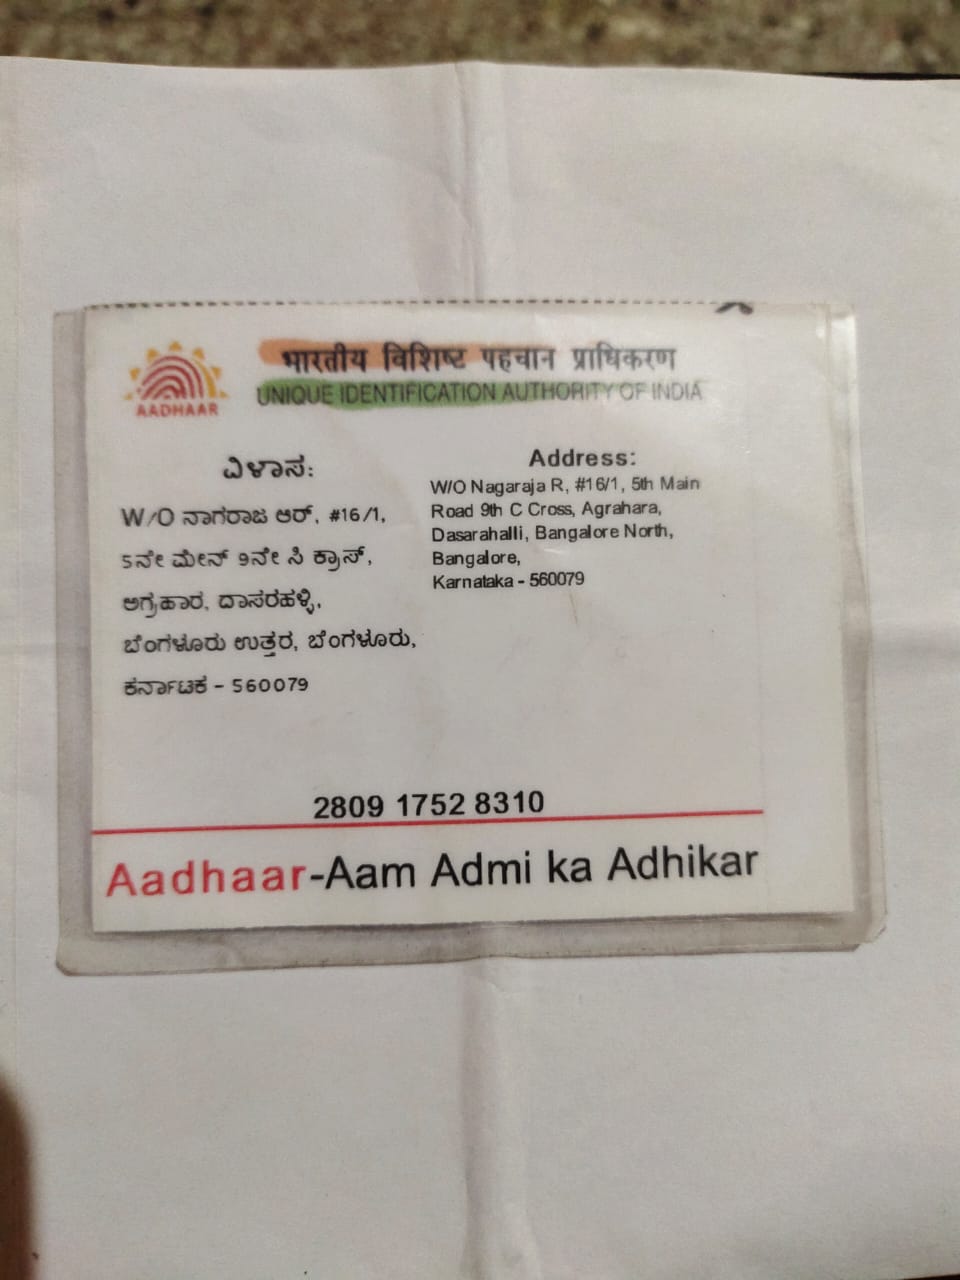 भारतीय विशिष्ट पहचान प्राधिकरण
UNIQUE IDENTIFICATION AUTHORITY OF INDIA
AADHAAR
ವಿಳಾಸ:
W/O ನಾಗರಾಜ ಆರ್, #16/1,
5ನೇ ಮೇನ್ 9ನೇ ಸಿ ಕ್ರಾಸ್,
ಅಗ್ರಹಾರ, ದಾಸರಹಳ್ಳಿ,
ಬೆಂಗಳೂರು ಉತ್ತರ, ಬೆಂಗಳೂರು,
ಕರ್ನಾಟಕ - 560079
Address:
W/O Nagaraja R, #16/1, 5th Main
Road 9th C Cross, Agrahara,
Dasarahalli, Bangalore North,
Bangalore,
Karnataka - 560079
2809 1752 8310
Aadhaar-Aam Admi ka Adhikar